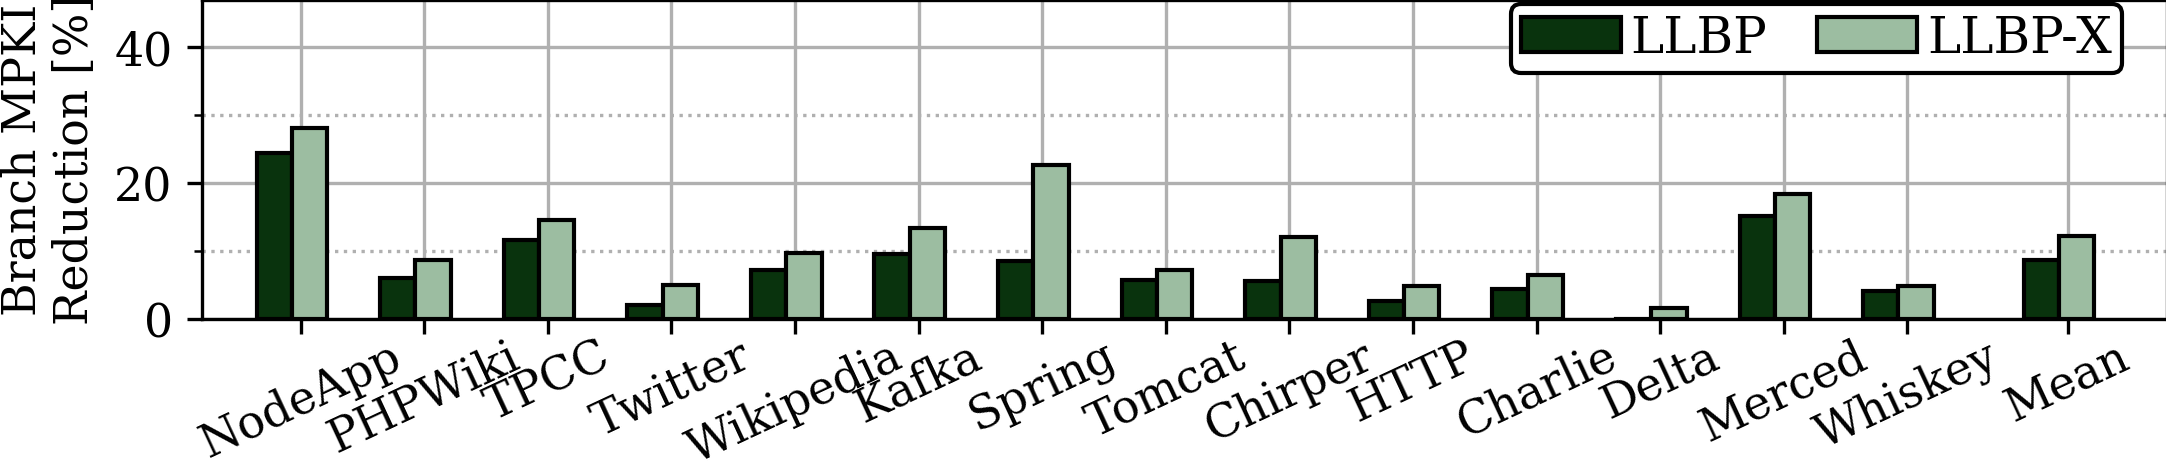 Branch MPKI
Reduction [%]
40
20
0
LLBP
LLBP-X
NodeApp
PHPWiki
TPCC
Twitter
Wikipedia
Kafka
Spring
Tomcat
Chirper
HTTP
Charlie
Delta
Merced
Whiskey
Mean